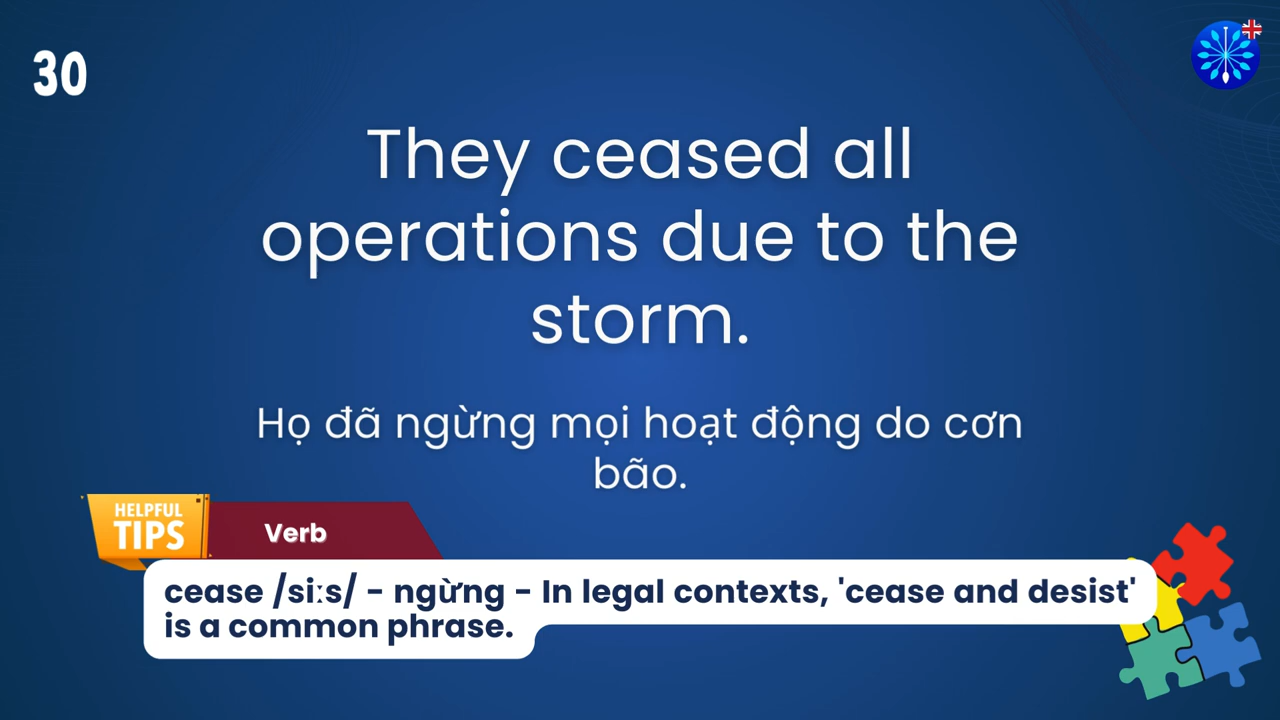 30
They ceased all
operations due to the
storm.
Họ đã ngừng mọi hoạt động do cơn
bão.
HELPFUL
TIPS
Verb
cease /siːs/ - ngừng - In legal contexts, 'cease and desist'
is a common phrase.